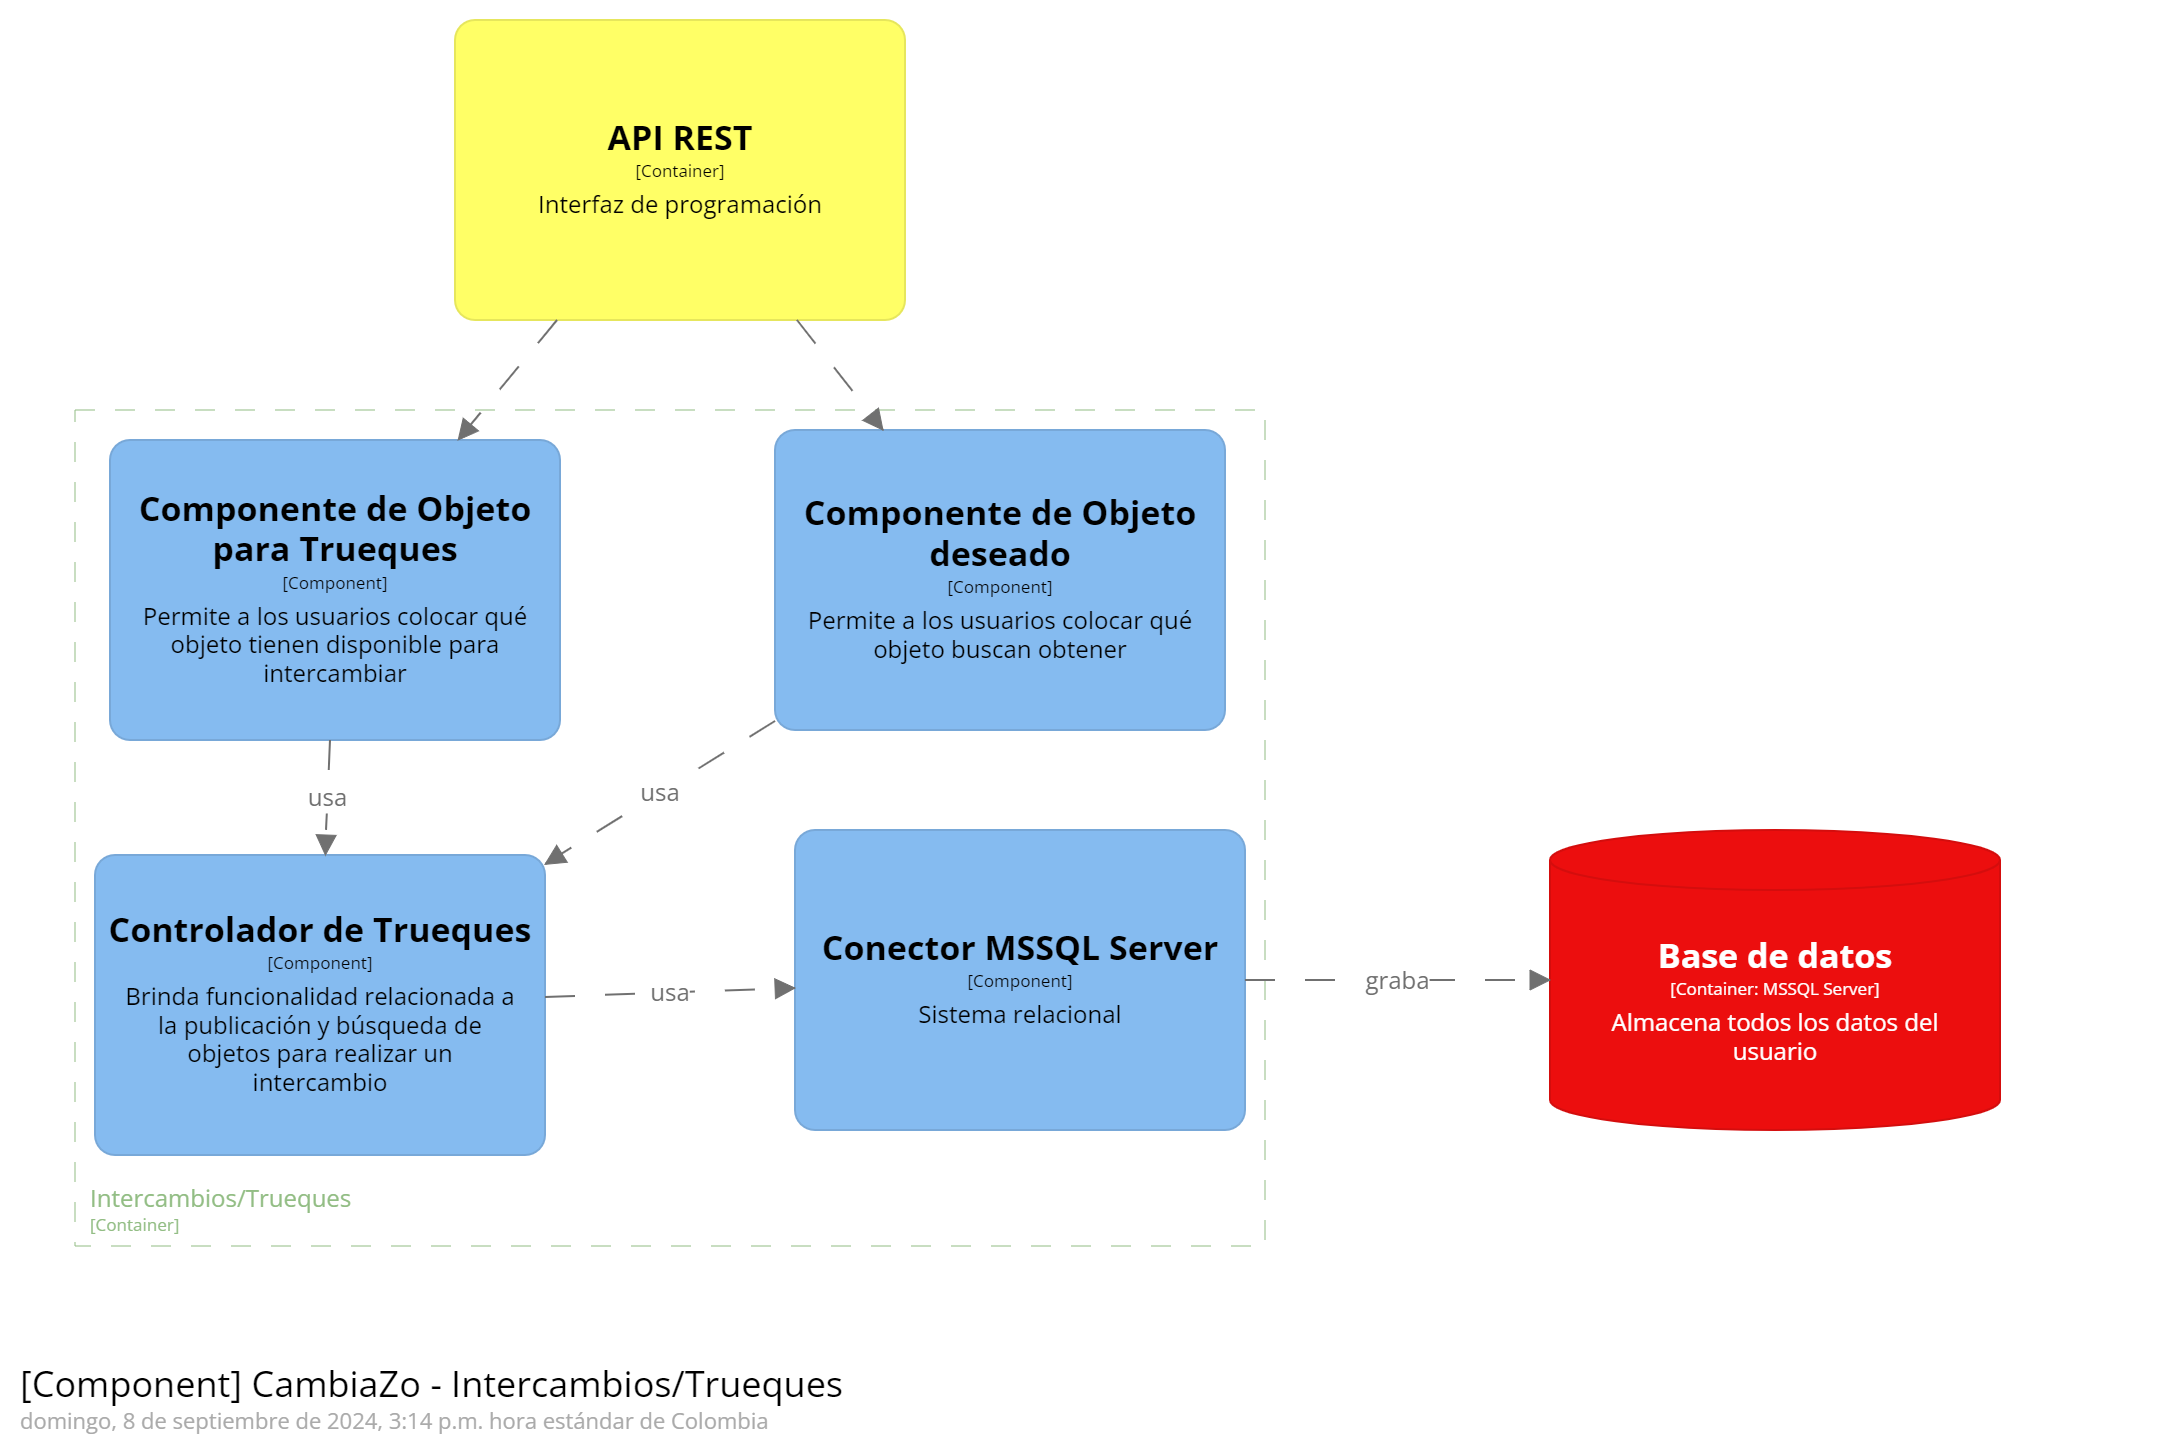 API REST
[Container]
Interfaz de programación
Componente de Objeto
para Trueques
[Component]
Permite a los usuarios colocar qué
objeto tienen disponible para
intercambiar
Componente de Objeto
deseado
[Component]
Permite a los usuarios colocar qué
objeto buscan obtener
usa
usa
Controlador de Trueques
[Component]
Brinda funcionalidad relacionada a
la publicación y búsqueda de
objetos para realizar un
intercambio
usa
Conector MSSQL Server
[Component]
Sistema relacional
graba
Base de datos
[Container: MSSQL Server]
Almacena todos los datos del
usuario
Intercambios/Trueques
[Container]
[Component] CambiaZo - Intercambios/Trueques
domingo, 8 de septiembre de 2024, 3:14 p.m. hora estándar de Colombia